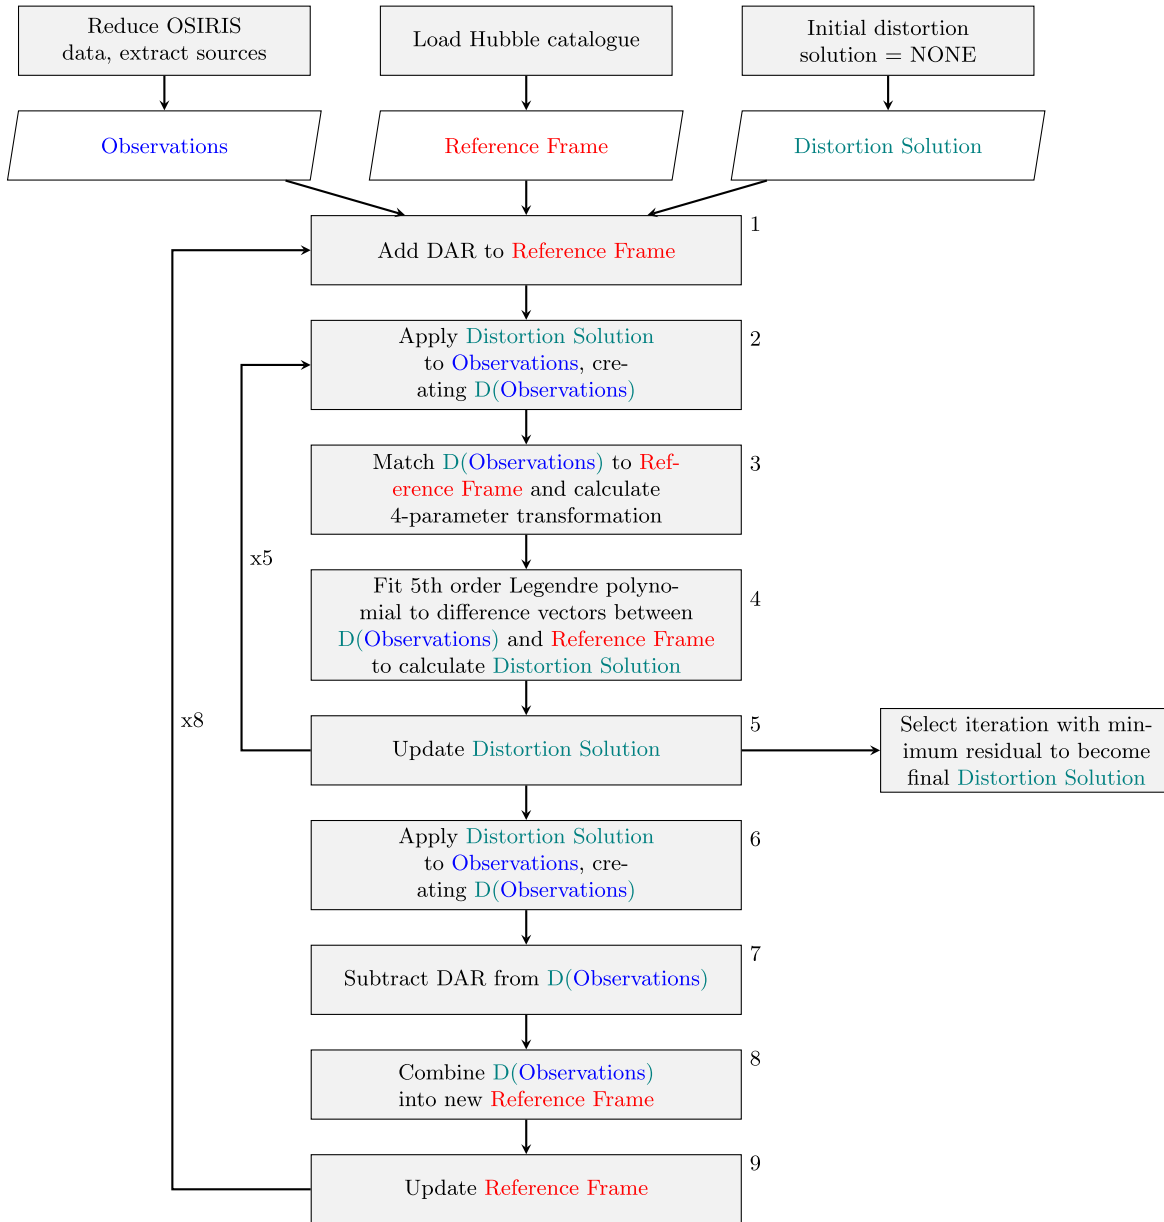 Reduce OSIRIS
data, extract sources
Load Hubble catalogue
Initial distortion
solution = NONE
Observations
Reference Frame
Distortion Solution
1
Add DAR to Reference Frame
2
Apply Distortion Solution
to Observations, cre-
ating D(Observations)
3
Match D(Observations) to Ref-
erence Frame and calculate
4-parameter transformation
x5
4
Fit 5th order Legendre polyno-
mial to difference vectors between
D(Observations) and Reference Frame
to calculate Distortion Solution
x8
5
Update Distortion Solution
Select iteration with min-
imum residual to become
final Distortion Solution
6
Apply Distortion Solution
to Observations, cre-
ating D(Observations)
7
Subtract DAR from D(Observations)
8
Combine D(Observations)
into new Reference Frame
9
Update Reference Frame